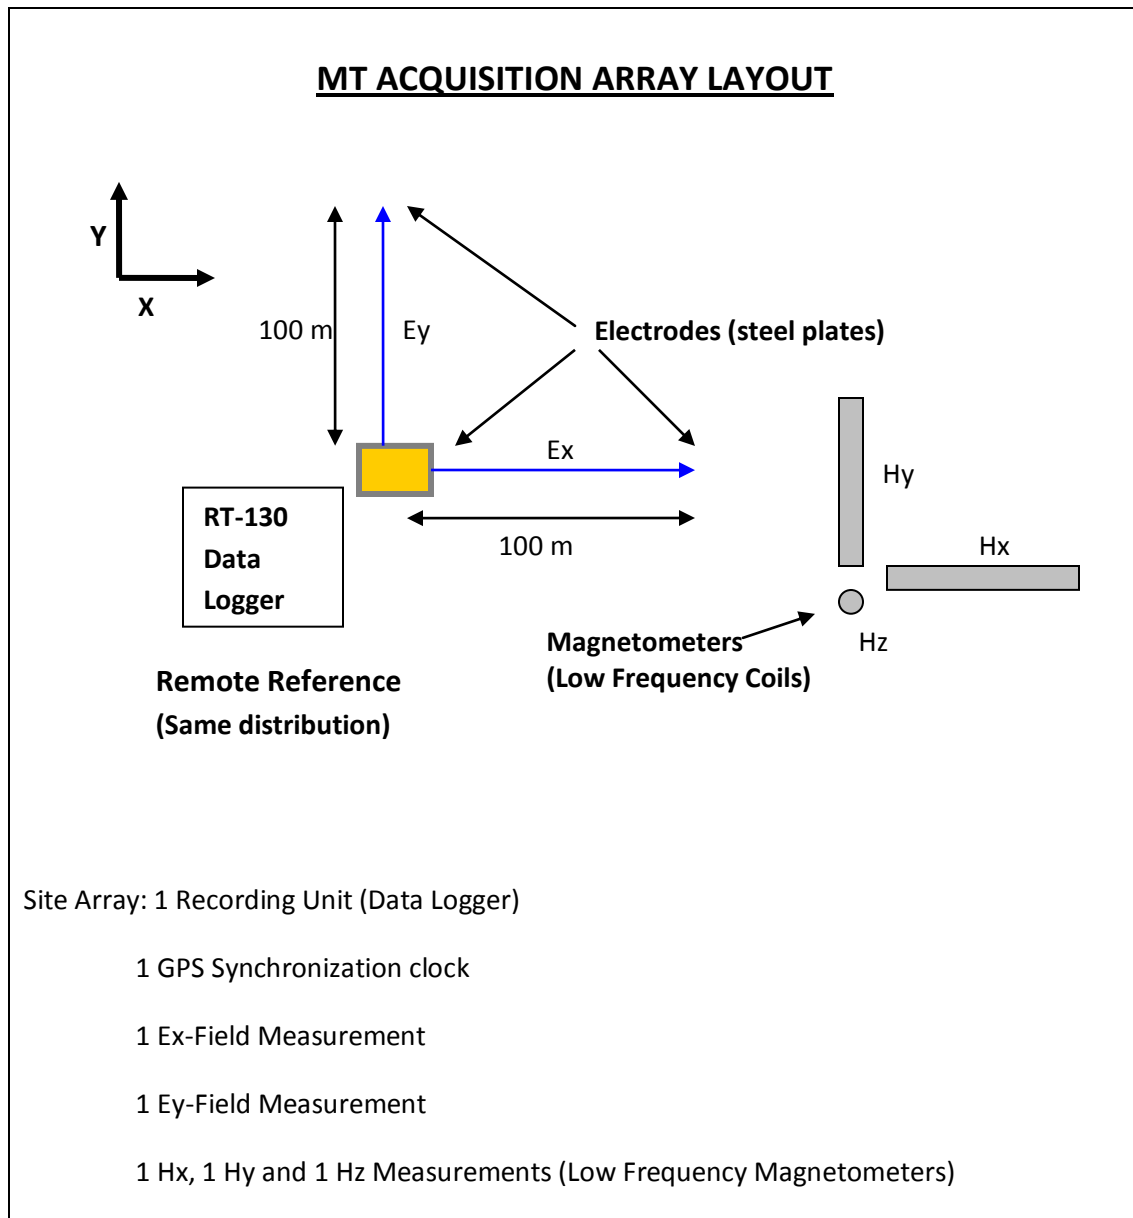 MT ACQUISITION ARRAY LAYOUT
Y
X
100 m
Ey
Electrodes (steel plates)
Ex
100 m
RT-130
Data
Logger
Hy
Hx
Hz
Magnetometers
(Low Frequency Coils)
Remote Reference
(Same distribution)
Site Array: 1 Recording Unit (Data Logger)
1 GPS Synchronization clock
1 Ex-Field Measurement
1 Ey-Field Measurement
1 Hx, 1 Hy and 1 Hz Measurements (Low Frequency Magnetometers)